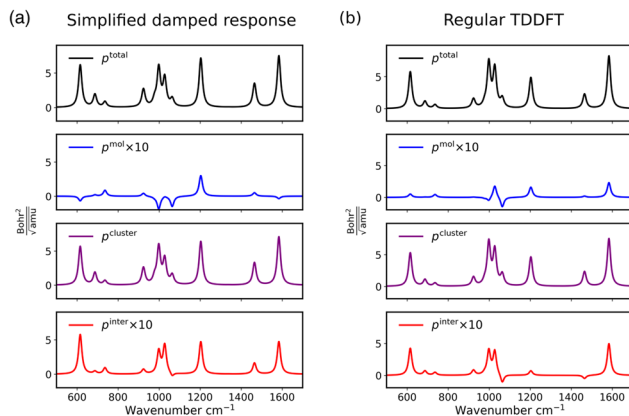 (a) Simplified damped response
5
0
p^total
5
0
p^mol×10
5
0
p^cluster
5
0
p^inter×10
Bohr²
√amu
600 800 1000 1200 1400 1600
Wavenumber cm⁻¹
(b) Regular TDDFT
5
0
p^total
5
0
p^mol×10
5
0
p^cluster
5
0
p^inter×10
Bohr²
√amu
600 800 1000 1200 1400 1600
Wavenumber cm⁻¹